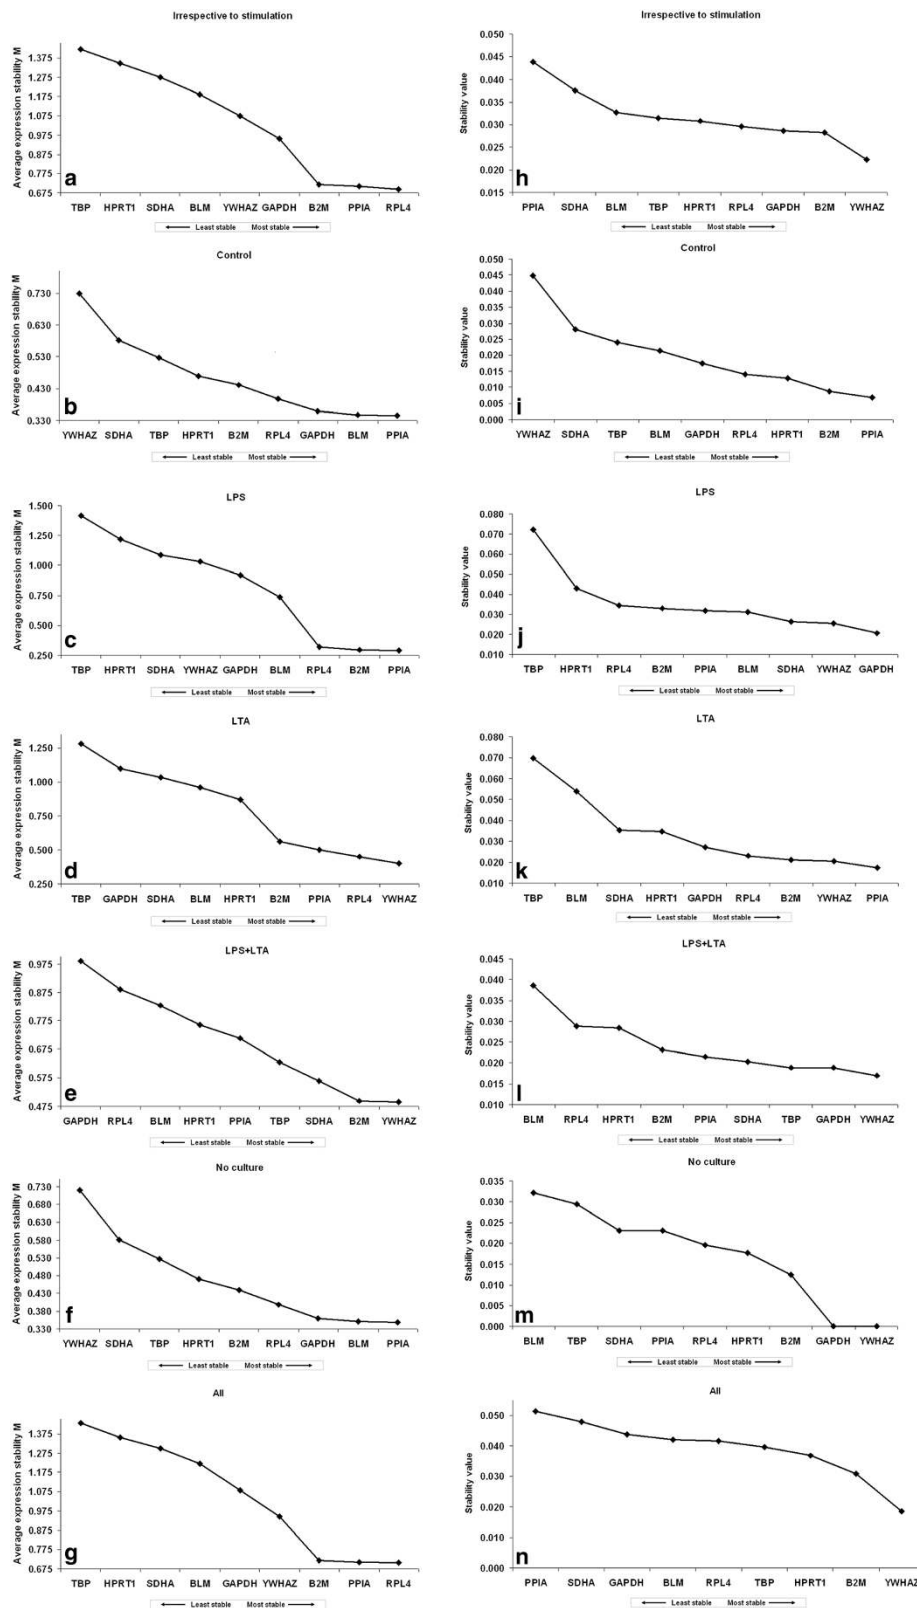 Irrespective to stimulation
Average expression stability M
1.375
1.275
1.175
1.075
0.975
0.875
0.775
0.675
a
TBP HPRT1 SDHA BLM YWHAZ GAPDH B2M PPIA RPL4
Least stable Most stable
Control
Average expression stability M
0.730
0.630
0.530
0.430
0.330
b
YWHAZ SDHA TBP HPRT1 B2M RPL4 GAPDH BLM PPIA
Least stable Most stable
LPS
Average expression stability M
1.500
1.250
1.000
0.750
0.500
0.250
c
TBP HPRT1 SDHA YWHAZ GAPDH BLM RPL4 B2M PPIA
Least stable Most stable
LTA
Average expression stability M
1.250
1.000
0.750
0.500
0.250
d
TBP GAPDH SDHA BLM HPRT1 B2M PPIA RPL4 YWHAZ
Least stable Most stable
LPS+LTA
Average expression stability M
0.975
0.875
0.775
0.675
0.575
0.475
e
GAPDH RPL4 BLM HPRT1 PPIA TBP SDHA B2M YWHAZ
Least stable Most stable
No culture
Average expression stability M
0.730
0.680
0.630
0.580
0.530
0.480
0.430
0.380
0.330
f
YWHAZ SDHA TBP HPRT1 B2M RPL4 GAPDH BLM PPIA
Least stable Most stable
All
Average expression stability M
1.375
1.275
1.175
1.075
0.975
0.875
0.775
0.675
g
TBP HPRT1 SDHA BLM GAPDH YWHAZ B2M PPIA RPL4
Least stable Most stable
Irrespective to stimulation
Stability value
0.050
0.045
0.040
0.035
0.030
0.025
0.020
0.015
h
PPIA SDHA BLM TBP HPRT1 RPL4 GAPDH B2M YWHAZ
Least stable Most stable
Control
Stability value
0.050
0.045
0.040
0.035
0.030
0.025
0.020
0.015
0.010
0.005
0.000
i
YWHAZ SDHA TBP BLM GAPDH RPL4 HPRT1 B2M PPIA
Least stable Most stable
LPS
Stability value
0.080
0.070
0.060
0.050
0.040
0.030
0.020
0.010
j
TBP HPRT1 RPL4 B2M PPIA BLM SDHA YWHAZ GAPDH
Least stable Most stable
LTA
Stability value
0.080
0.070
0.060
0.050
0.040
0.030
0.020
0.010
k
TBP BLM SDHA HPRT1 GAPDH RPL4 B2M YWHAZ PPIA
Least stable Most stable
LPS+LTA
Stability value
0.045
0.040
0.035
0.030
0.025
0.020
0.015
0.010
l
BLM RPL4 HPRT1 B2M PPIA SDHA TBP GAPDH YWHAZ
Least stable Most stable
No culture
Stability value
0.035
0.030
0.025
0.020
0.015
0.010
0.005
0.000
m
BLM TBP SDHA PPIA RPL4 HPRT1 B2M GAPDH YWHAZ
Least stable Most stable
All
Stability value
0.050
0.040
0.030
0.020
0.010
0.000
n
PPIA SDHA GAPDH BLM RPL4 TBP HPRT1 B2M YWHAZ
Least stable Most stable